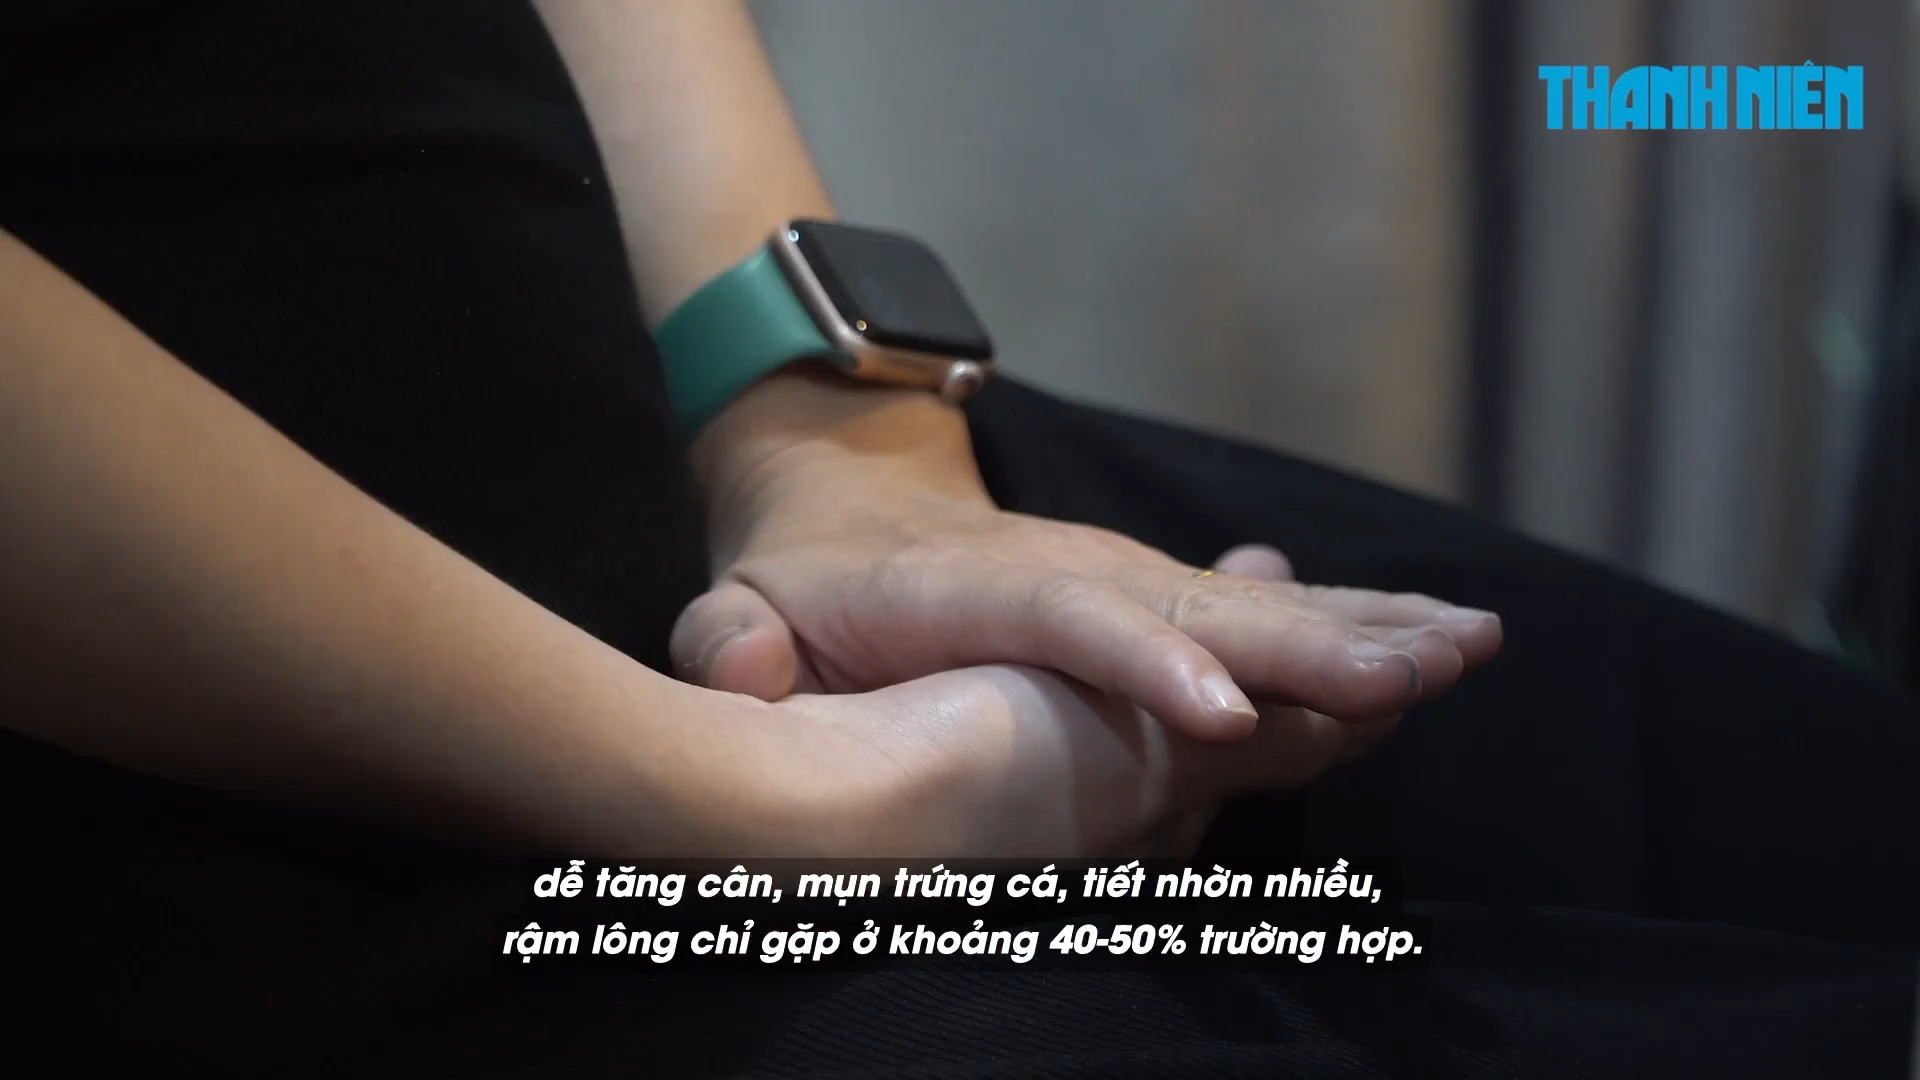 THANH NIÊN
dễ tăng cân, mụn trứng cá, tiết nhờn nhiều,
rậm lông chỉ gặp ở khoảng 40-50% trường hợp.